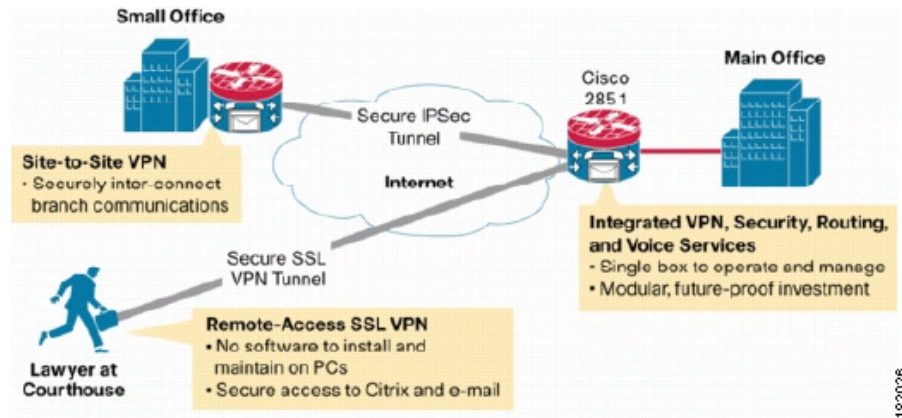 Small Office
Main Office
Cisco
2851
Secure IPSec
Tunnel
Internet
Site-to-Site VPN
• Securely inter-connect
branch communications
Integrated VPN, Security, Routing,
and Voice Services
• Single box to operate and manage
• Modular, future-proof investment
Secure SSL
VPN Tunnel
Remote-Access SSL VPN
• No software to install and
maintain on PCs
• Secure access to Citrix and e-mail
Lawyer at
Courthouse
192026